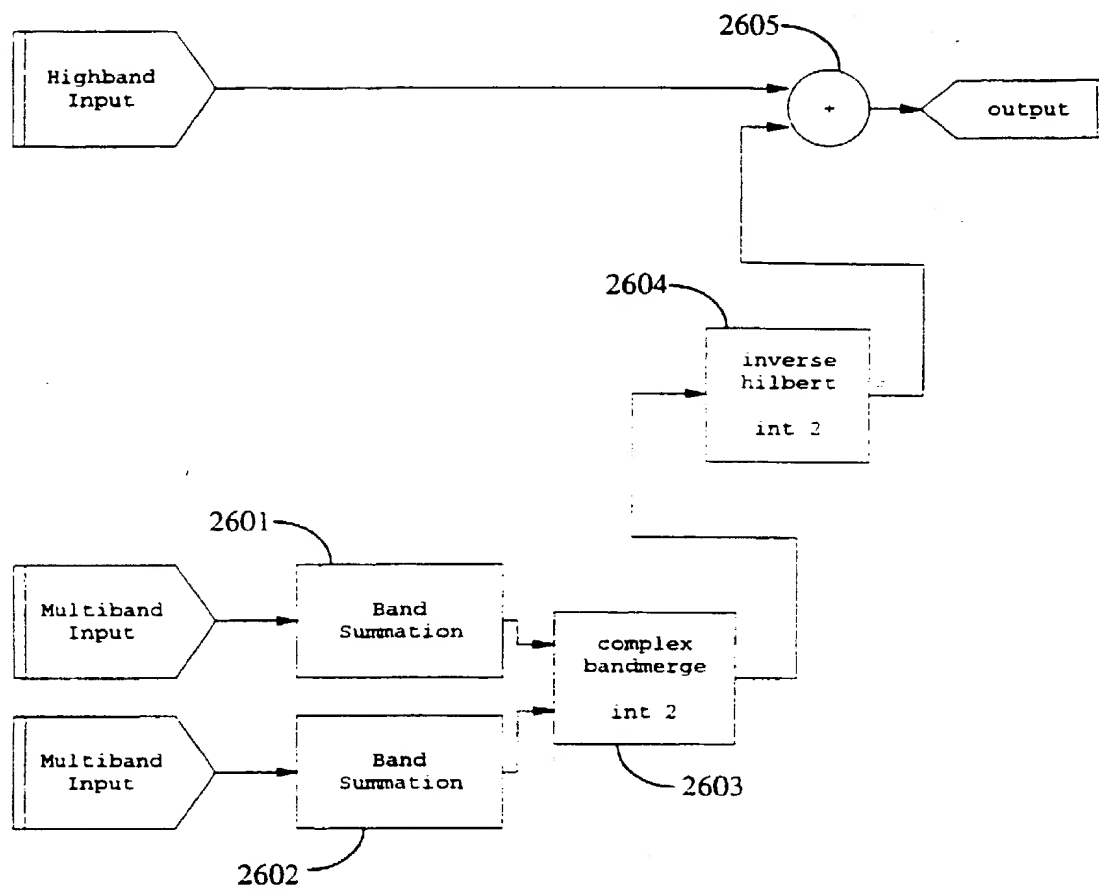 2605
Highband
Input
+
output
2604
inverse
hilbert
int 2
2601
Multiband
Input
Band
Summation
complex
bandmerge
int 2
Multiband
Input
Band
Summation
2603
2602